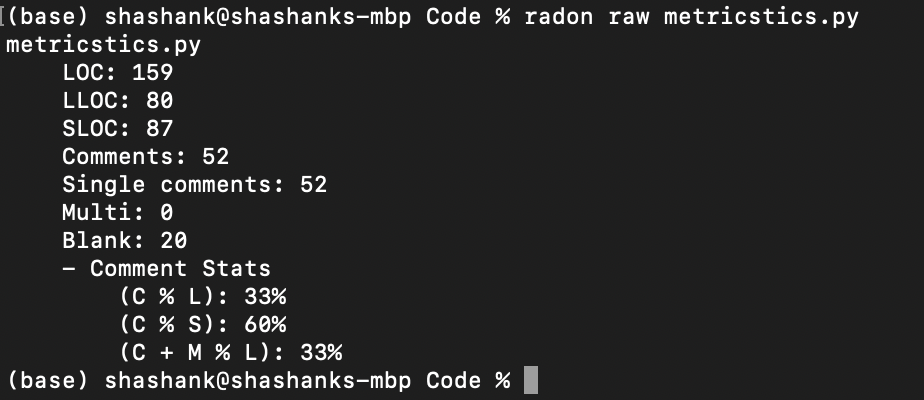 (base) shashank@shashanks-mbp Code % radon raw metricstics.py
metricstics.py
    LOC: 159
    LLOC: 80
    SLOC: 87
    Comments: 52
    Single comments: 52
    Multi: 0
    Blank: 20
    - Comment Stats
        (C % L): 33%
        (C % S): 60%
        (C + M % L): 33%
(base) shashank@shashanks-mbp Code %